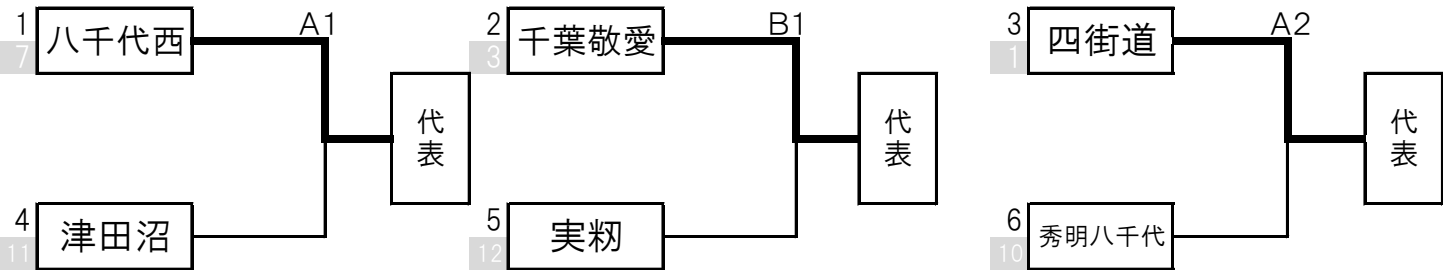 1 八千代西 A1
7
2 千葉敬愛 B1
3
3 四街道 A2
1
代表
代表
代表
4 津田沼
11
5 実籾
12
6 秀明八千代
10